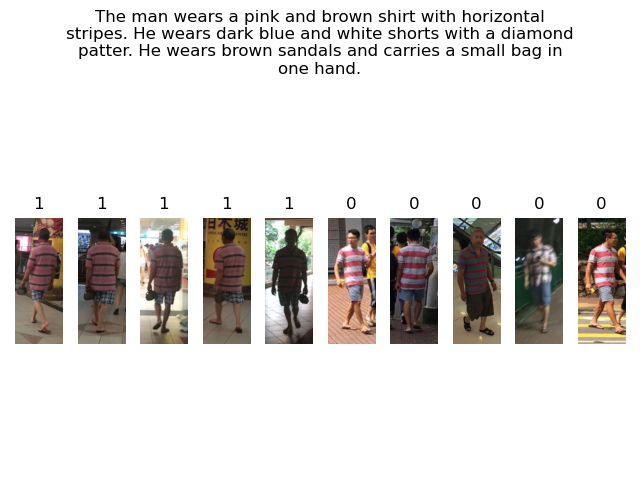 The man wears a pink and brown shirt with horizontal
stripes. He wears dark blue and white shorts with a diamond
patter. He wears brown sandals and carries a small bag in
one hand.
1 1 1 1 1 0 0 0 0 0